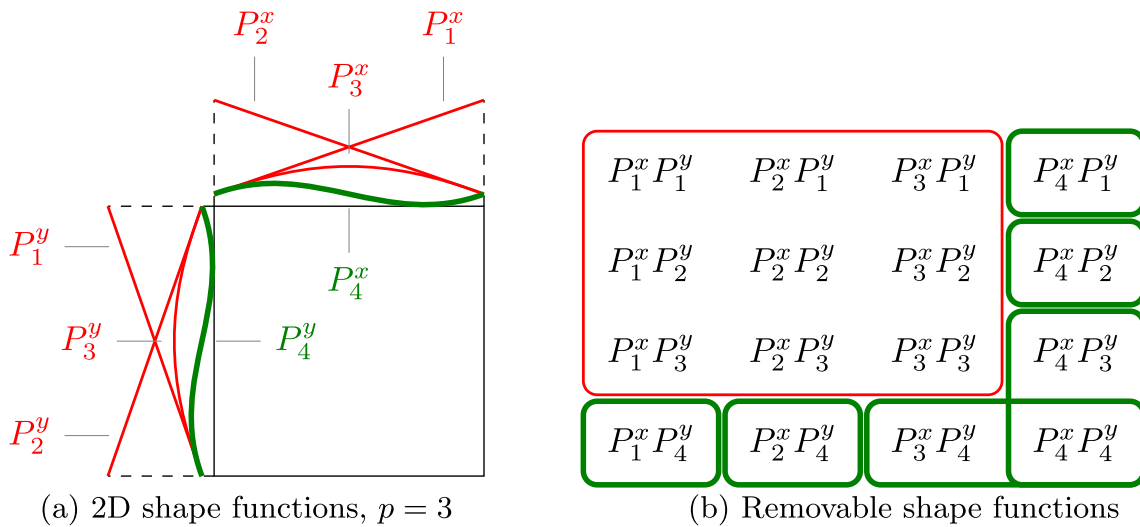 P_2^x P_1^x
P_3^x
P_1^y
P_4^x
P_3^y P_4^y
P_2^y
(a) 2D shape functions, p = 3
P_1^x P_1^y P_2^x P_1^y P_3^x P_1^y P_4^x P_1^y
P_1^x P_2^y P_2^x P_2^y P_3^x P_2^y P_4^x P_2^y
P_1^x P_3^y P_2^x P_3^y P_3^x P_3^y P_4^x P_3^y
P_1^x P_4^y P_2^x P_4^y P_3^x P_4^y P_4^x P_4^y
(b) Removable shape functions